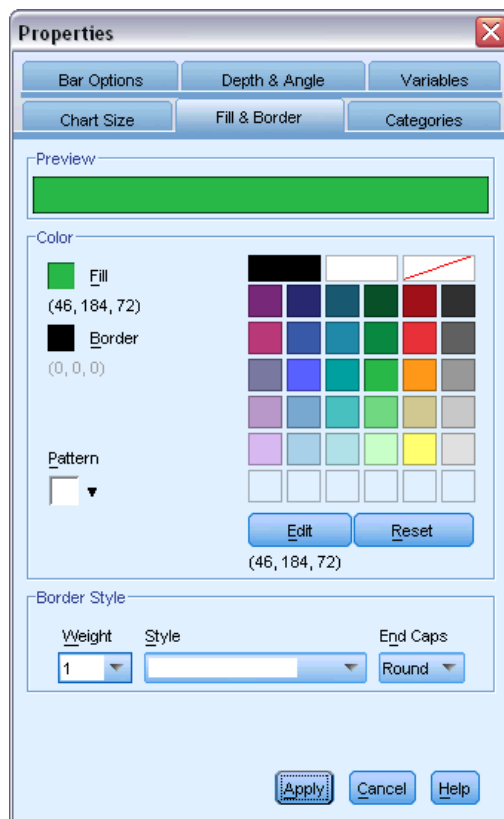 Properties
Bar Options Depth & Angle Variables
Chart Size Fill & Border Categories
Preview
Color
Fill
(46, 184, 72)
Border
(0, 0, 0)
Pattern
Edit Reset
(46, 184, 72)
Border Style
Weight Style End Caps
1 Round
Apply Cancel Help